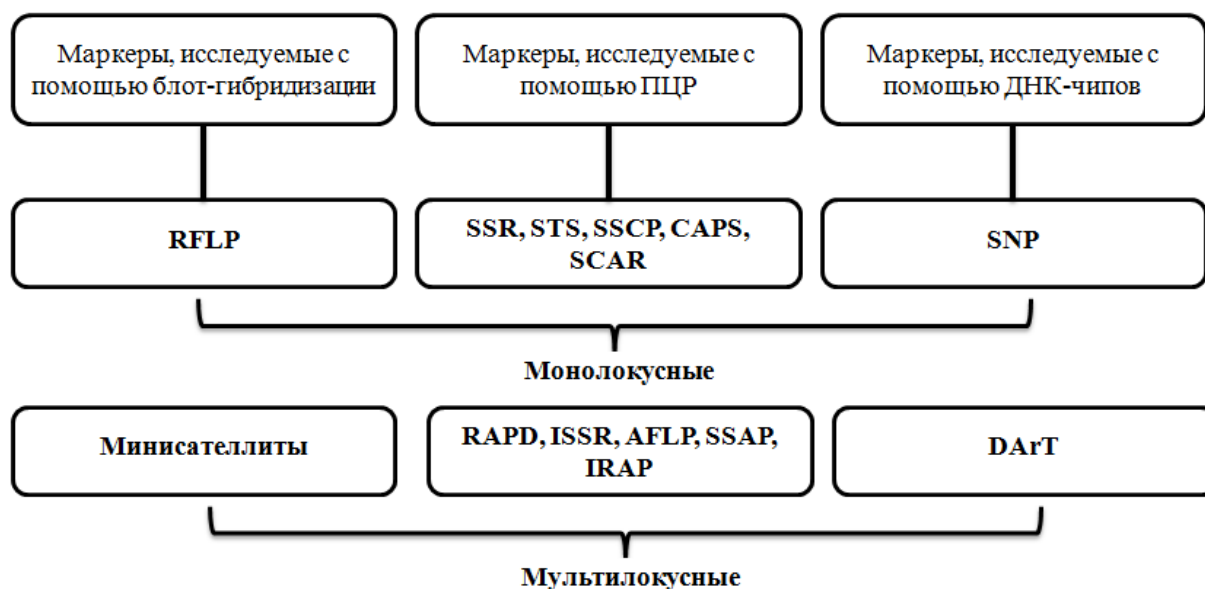 Маркеры, исследуемые с
помощью блот-гибридизации
Маркеры, исследуемые с
помощью ПЦР
Маркеры, исследуемые с
помощью ДНК-чипов
RFLP
SSR, STS, SSCP, CAPS,
SCAR
SNP
Монолокусные
Минисателлиты
RAPD, ISSR, AFLP, SSAP,
IRAP
DArT
Мультилокусные